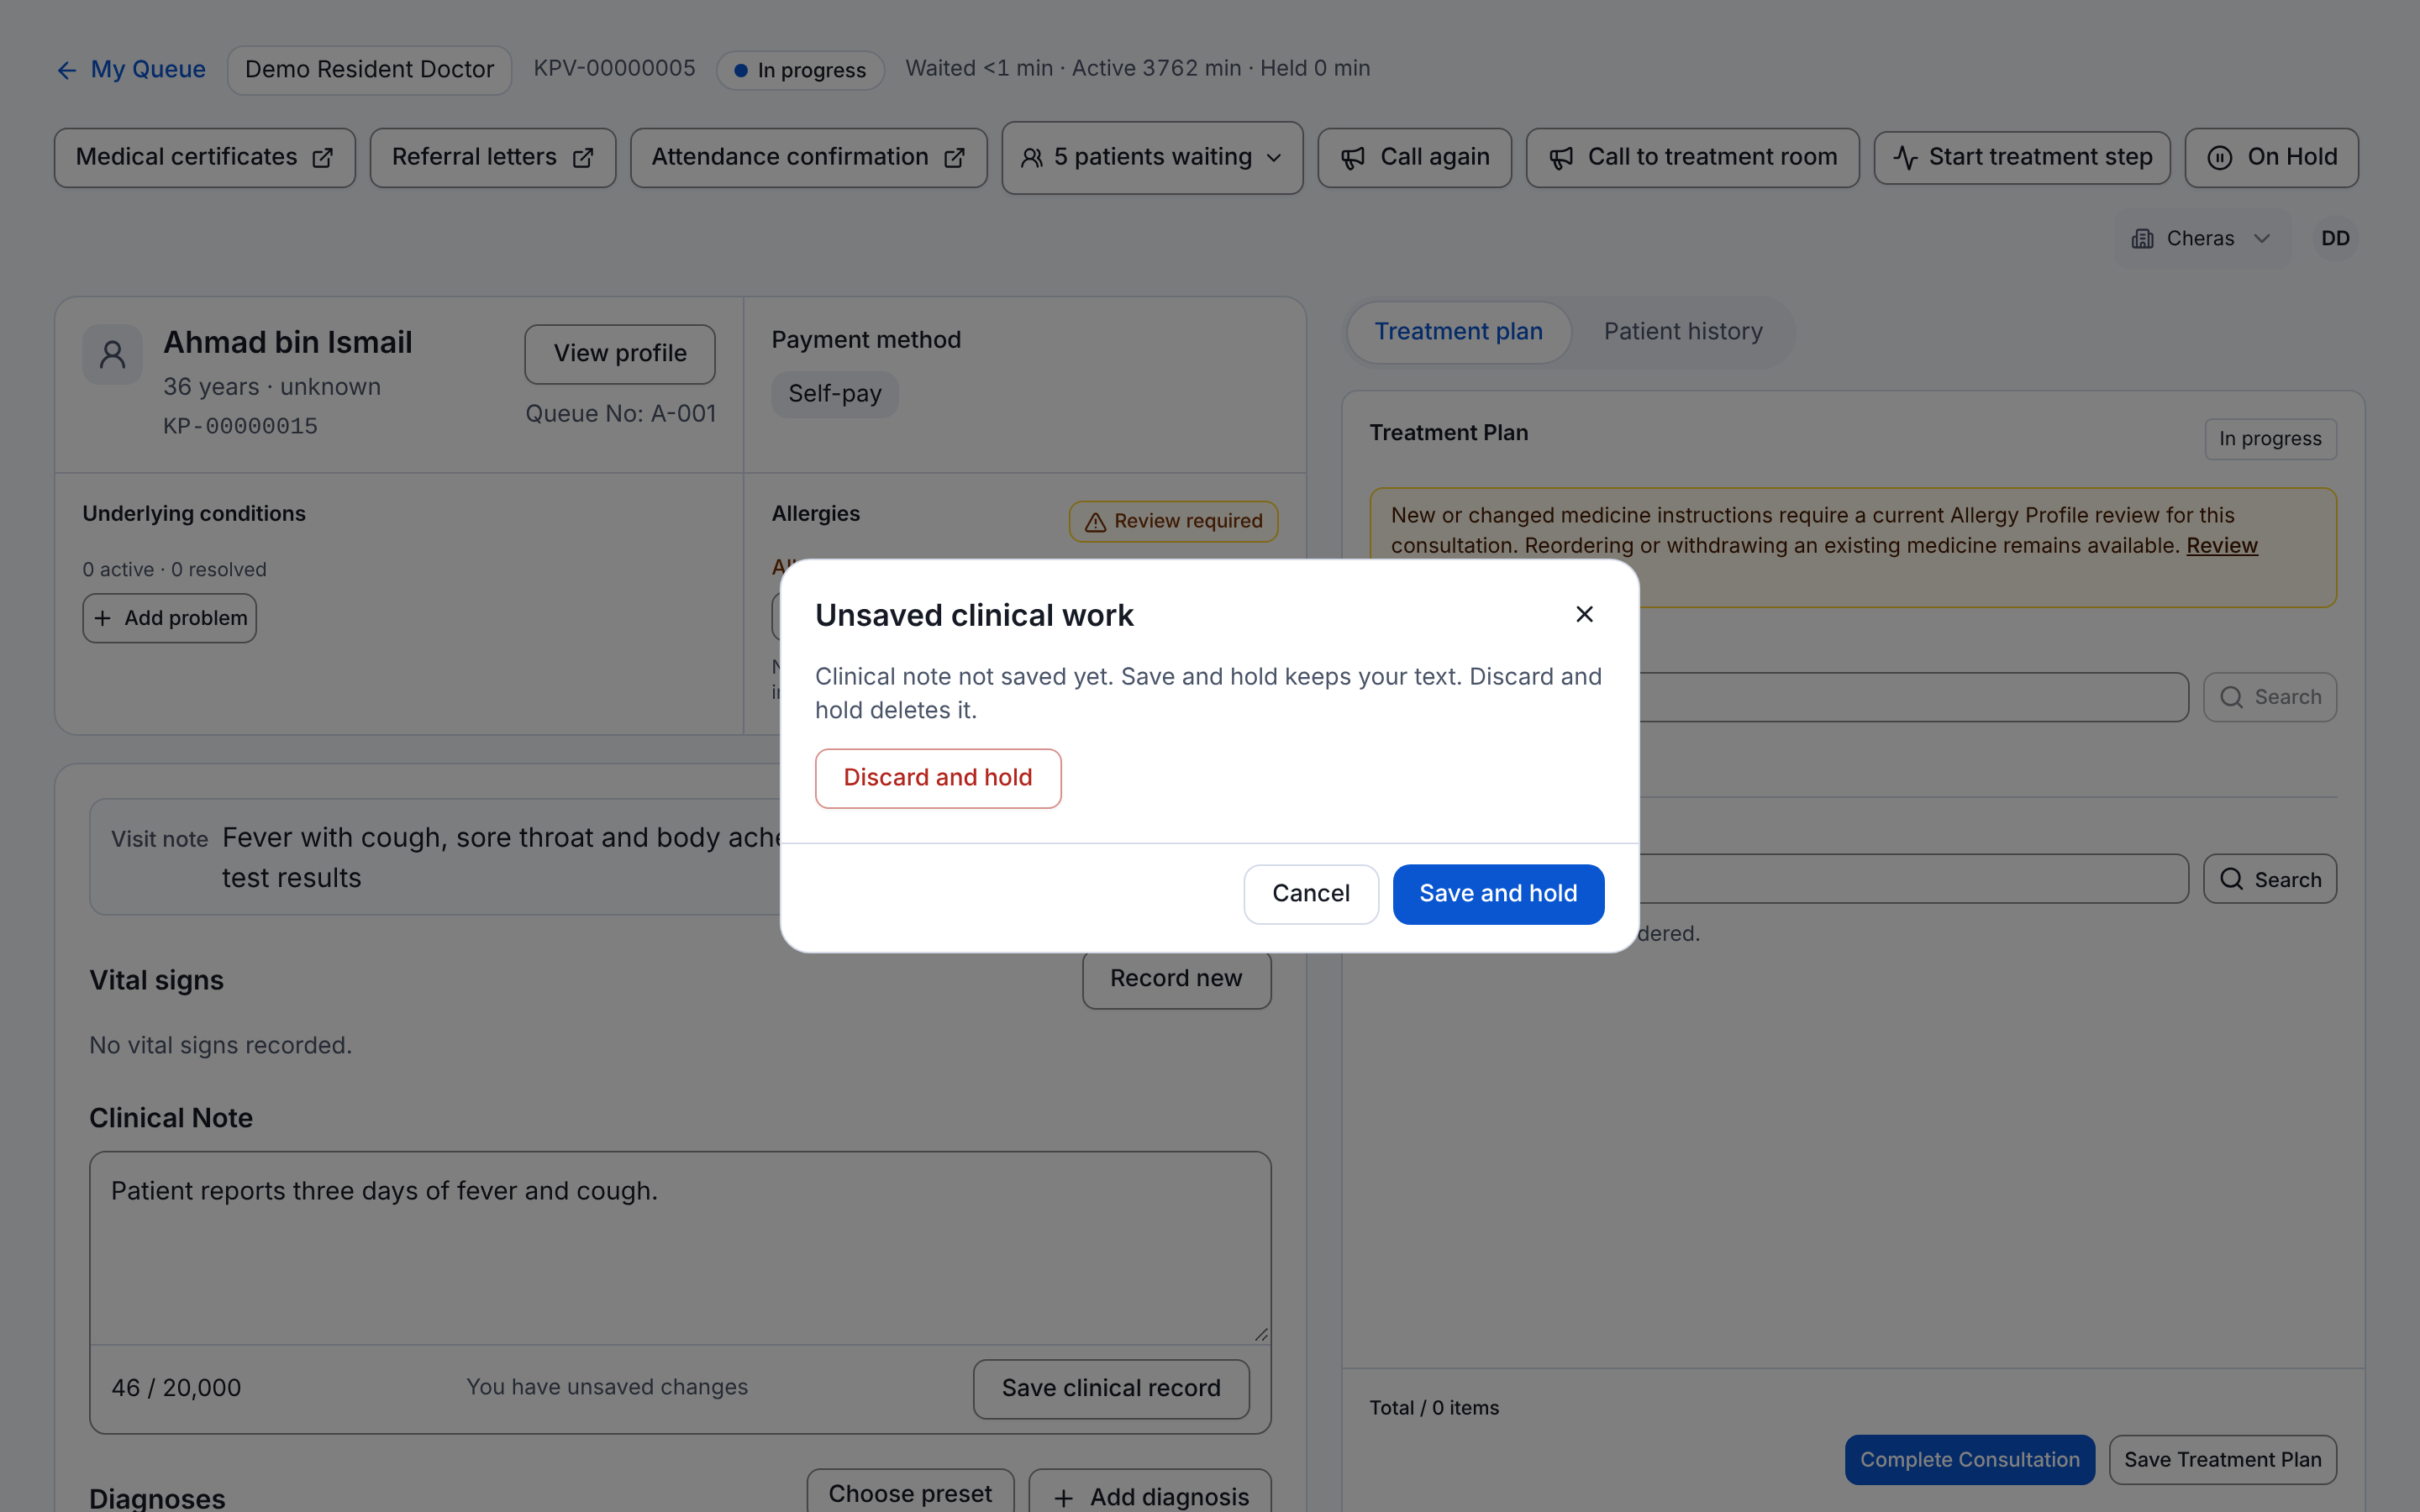 My Queue
Demo Resident Doctor
KPV-00000005
In progress
Waited <1 min · Active 3762 min · Held 0 min
Medical certificates
Referral letters
Attendance confirmation
5 patients waiting
Call again
Call to treatment room
Start treatment step
On Hold
Cheras
DD
Ahmad bin Ismail
36 years · unknown
KP-00000015
View profile
Queue No: A-001
Payment method
Self-pay
Underlying conditions
0 active · 0 resolved
Add problem
Allergies
Review required
Treatment plan
Patient history
Treatment Plan
In progress
New or changed medicine instructions require a current Allergy Profile review for this
consultation. Reordering or withdrawing an existing medicine remains available. Review
Search
Search
Unsaved clinical work
Clinical note not saved yet. Save and hold keeps your text. Discard and
hold deletes it.
Discard and hold
Cancel
Save and hold
Visit note
Fever with cough, sore throat and body ache
test results
Vital signs
Record new
No vital signs recorded.
Clinical Note
Patient reports three days of fever and cough.
46 / 20,000
You have unsaved changes
Save clinical record
Diagnoses
Choose preset
Add diagnosis
Total / 0 items
Complete Consultation
Save Treatment Plan